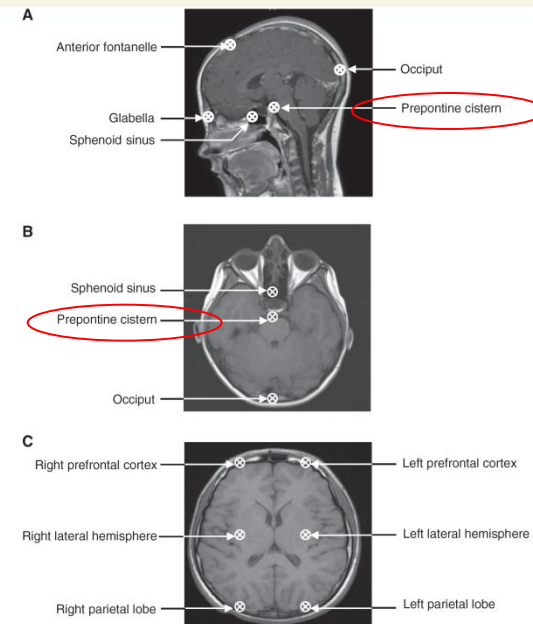 A
Anterior fontanelle
Occiput
Prepontine cistern
Glabella
Sphenoid sinus
B
Sphenoid sinus
Prepontine cistern
Occiput
C
Right prefrontal cortex
Left prefrontal cortex
Right lateral hemisphere
Left lateral hemisphere
Right parietal lobe
Left parietal lobe